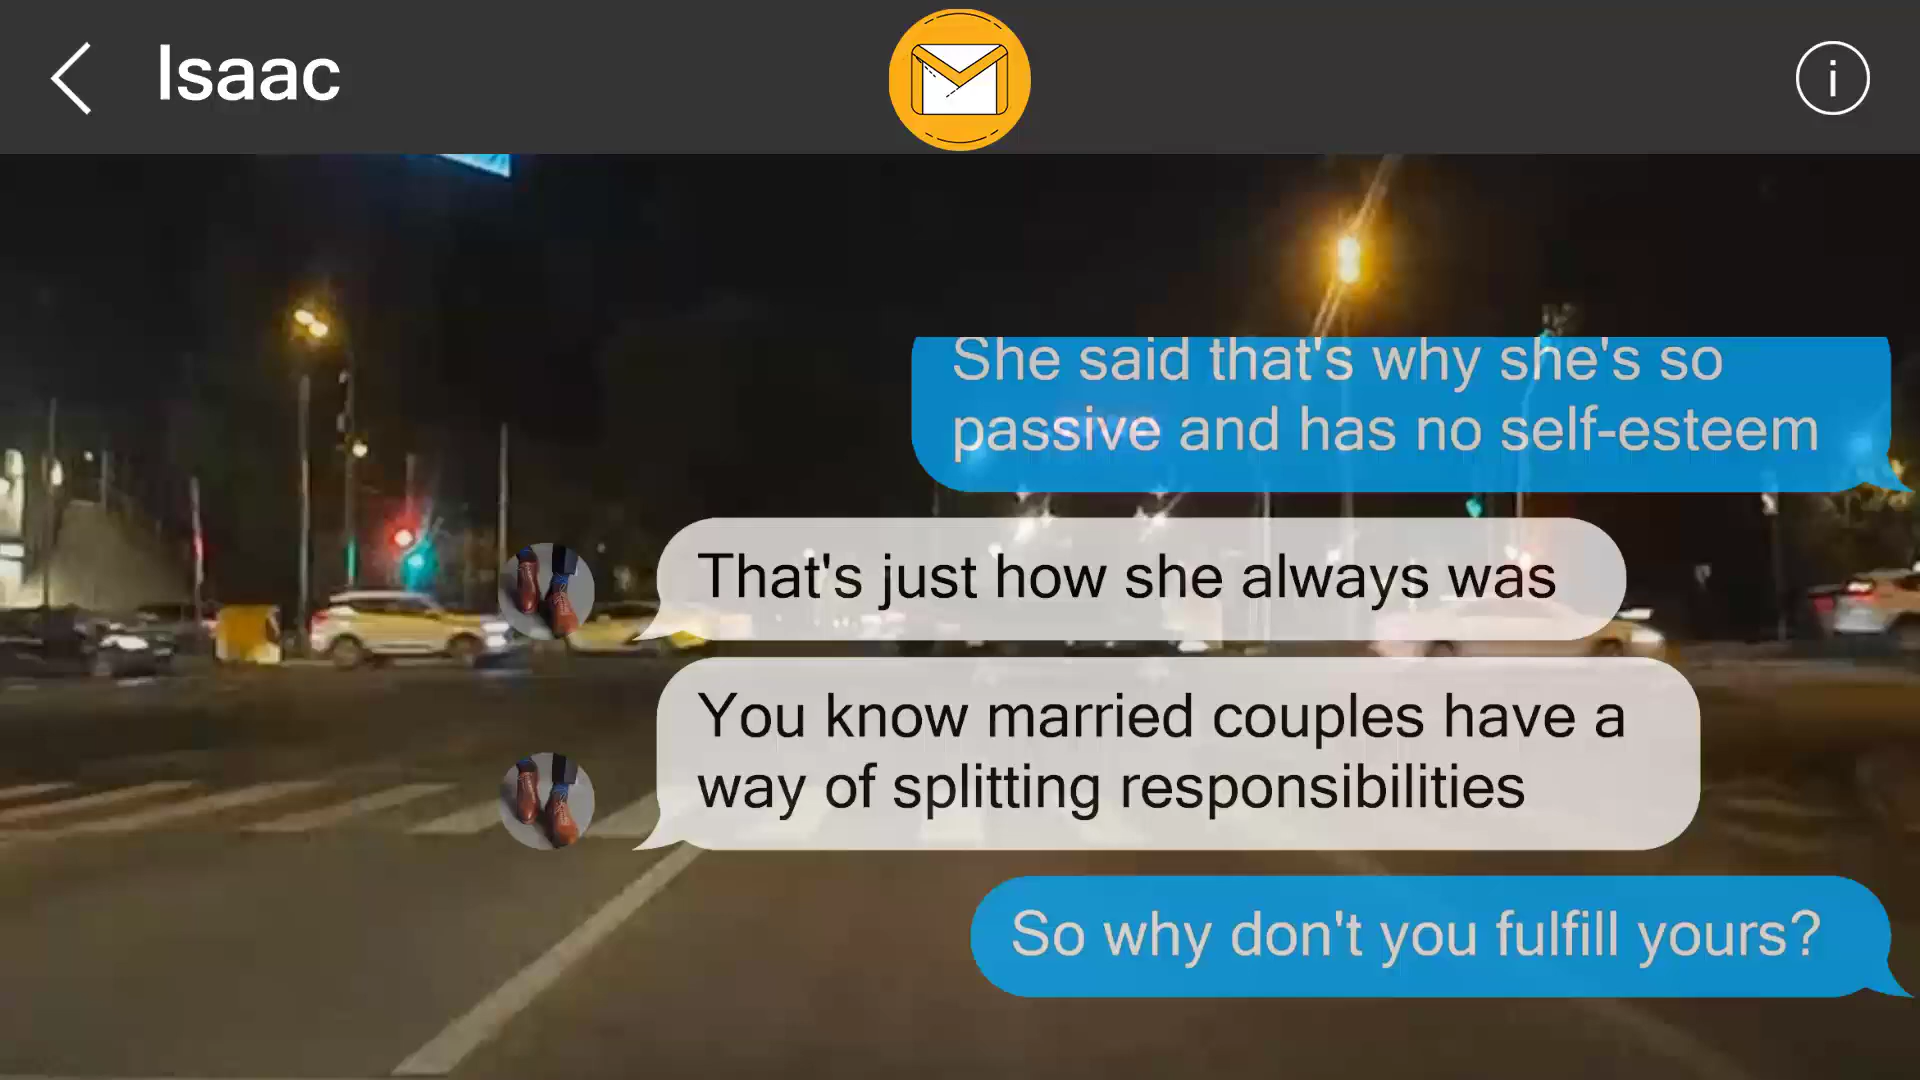 Isaac
She said that's why she's so
passive and has no self-esteem
That's just how she always was
You know married couples have a
way of splitting responsibilities
So why don't you fulfill yours?